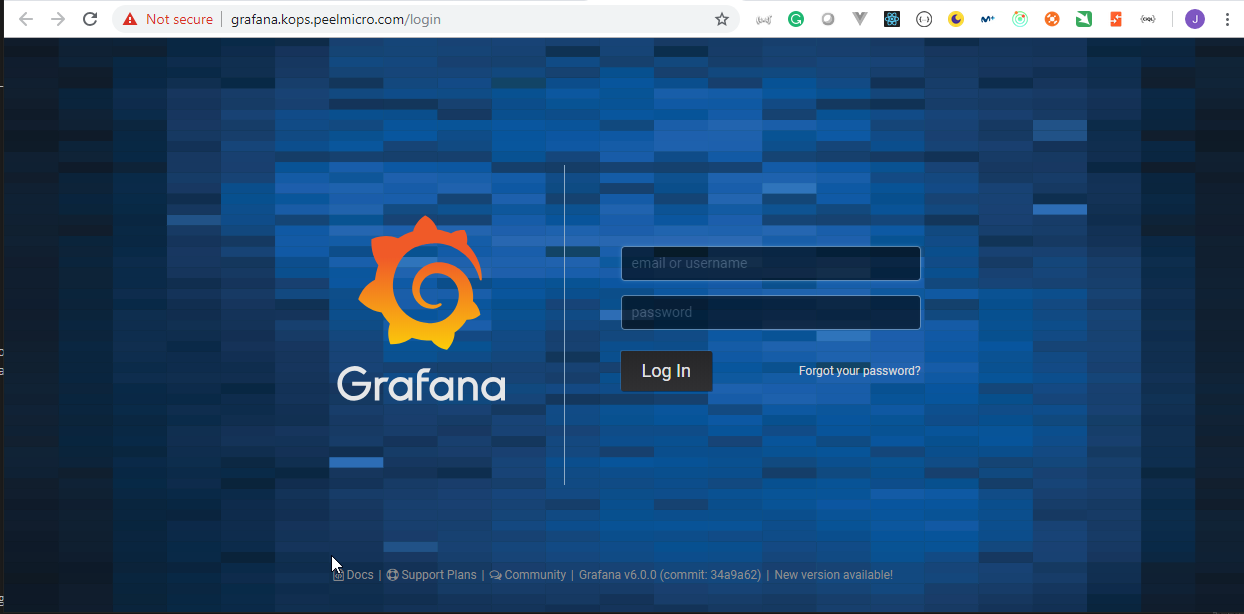 Not secure | grafana.kops.peelmicro.com/login
J
Grafana
email or username
password
Log In
Forgot your password?
Docs | Support Plans | Community | Grafana v6.0.0 (commit: 34a9a62) | New version available!